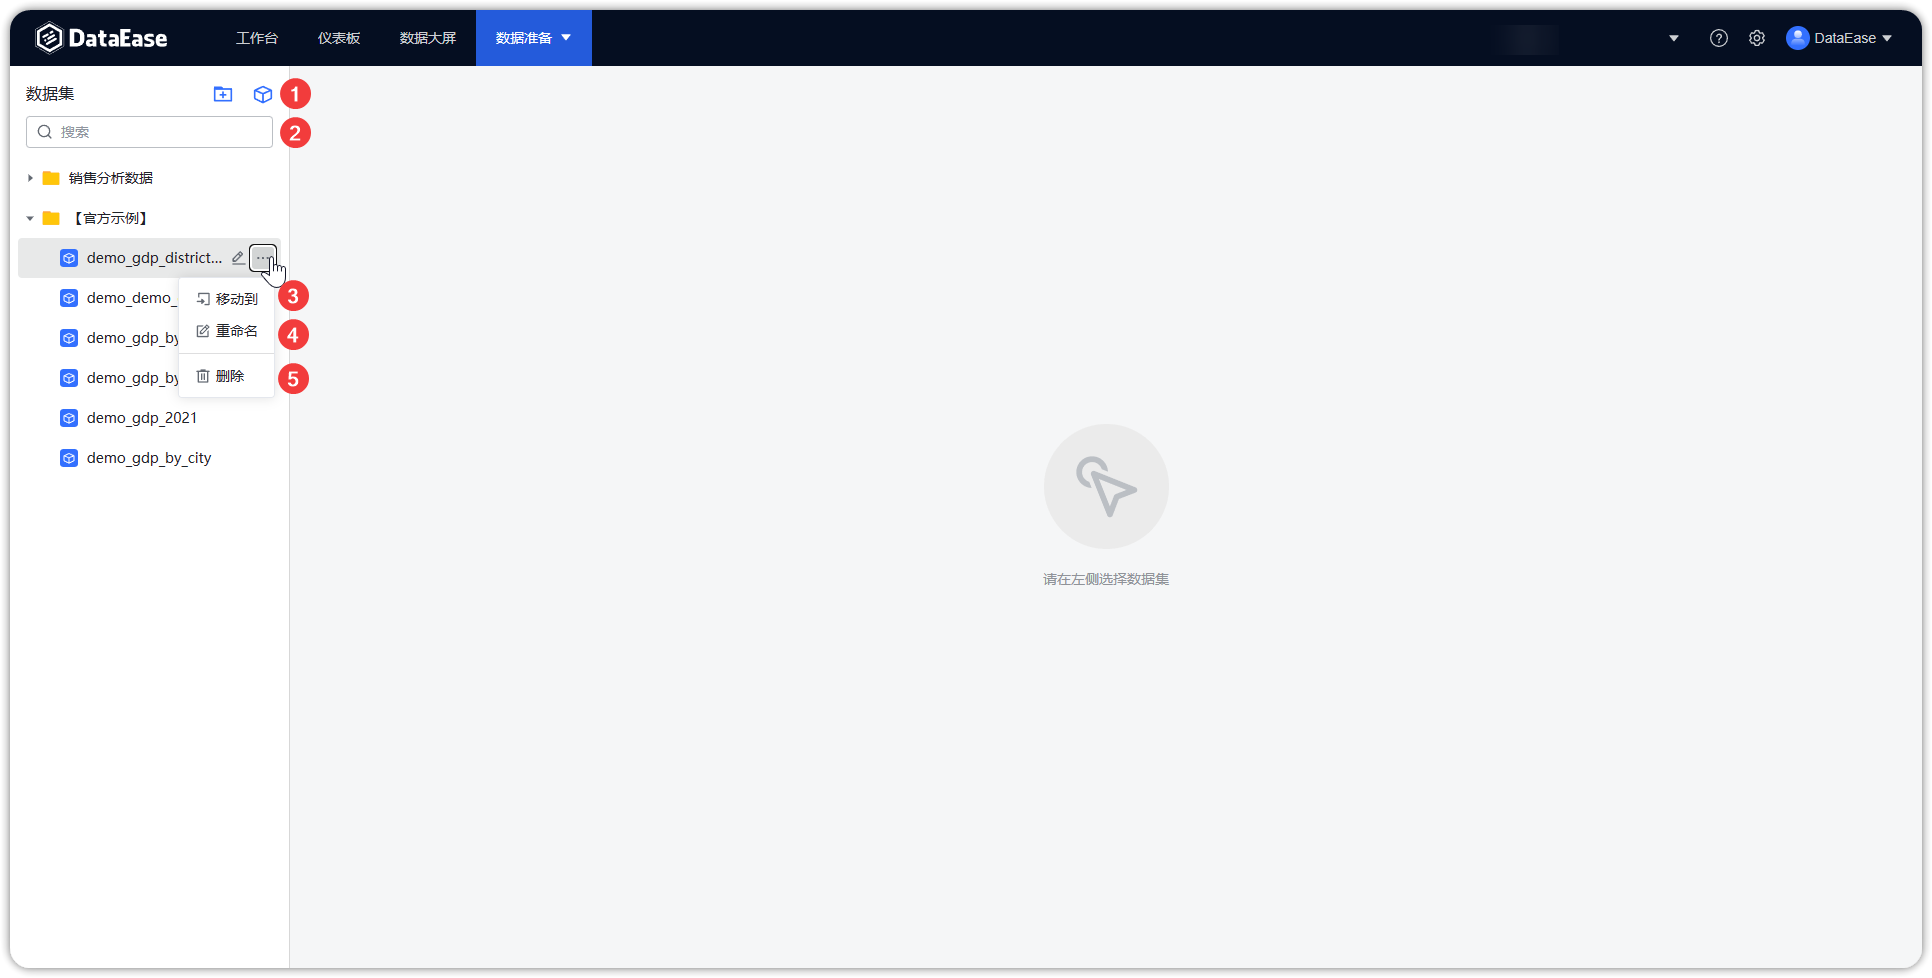 DataEase 工作台 仪表板 数据大屏 数据准备 DataEase
数据集 1
搜索 2
销售分析数据
【官方示例】
demo_gdp_district...
demo_demo_ 移动到 3
demo_gdp_by 重命名 4
demo_gdp_by 删除 5
demo_gdp_2021
demo_gdp_by_city
请在左侧选择数据集